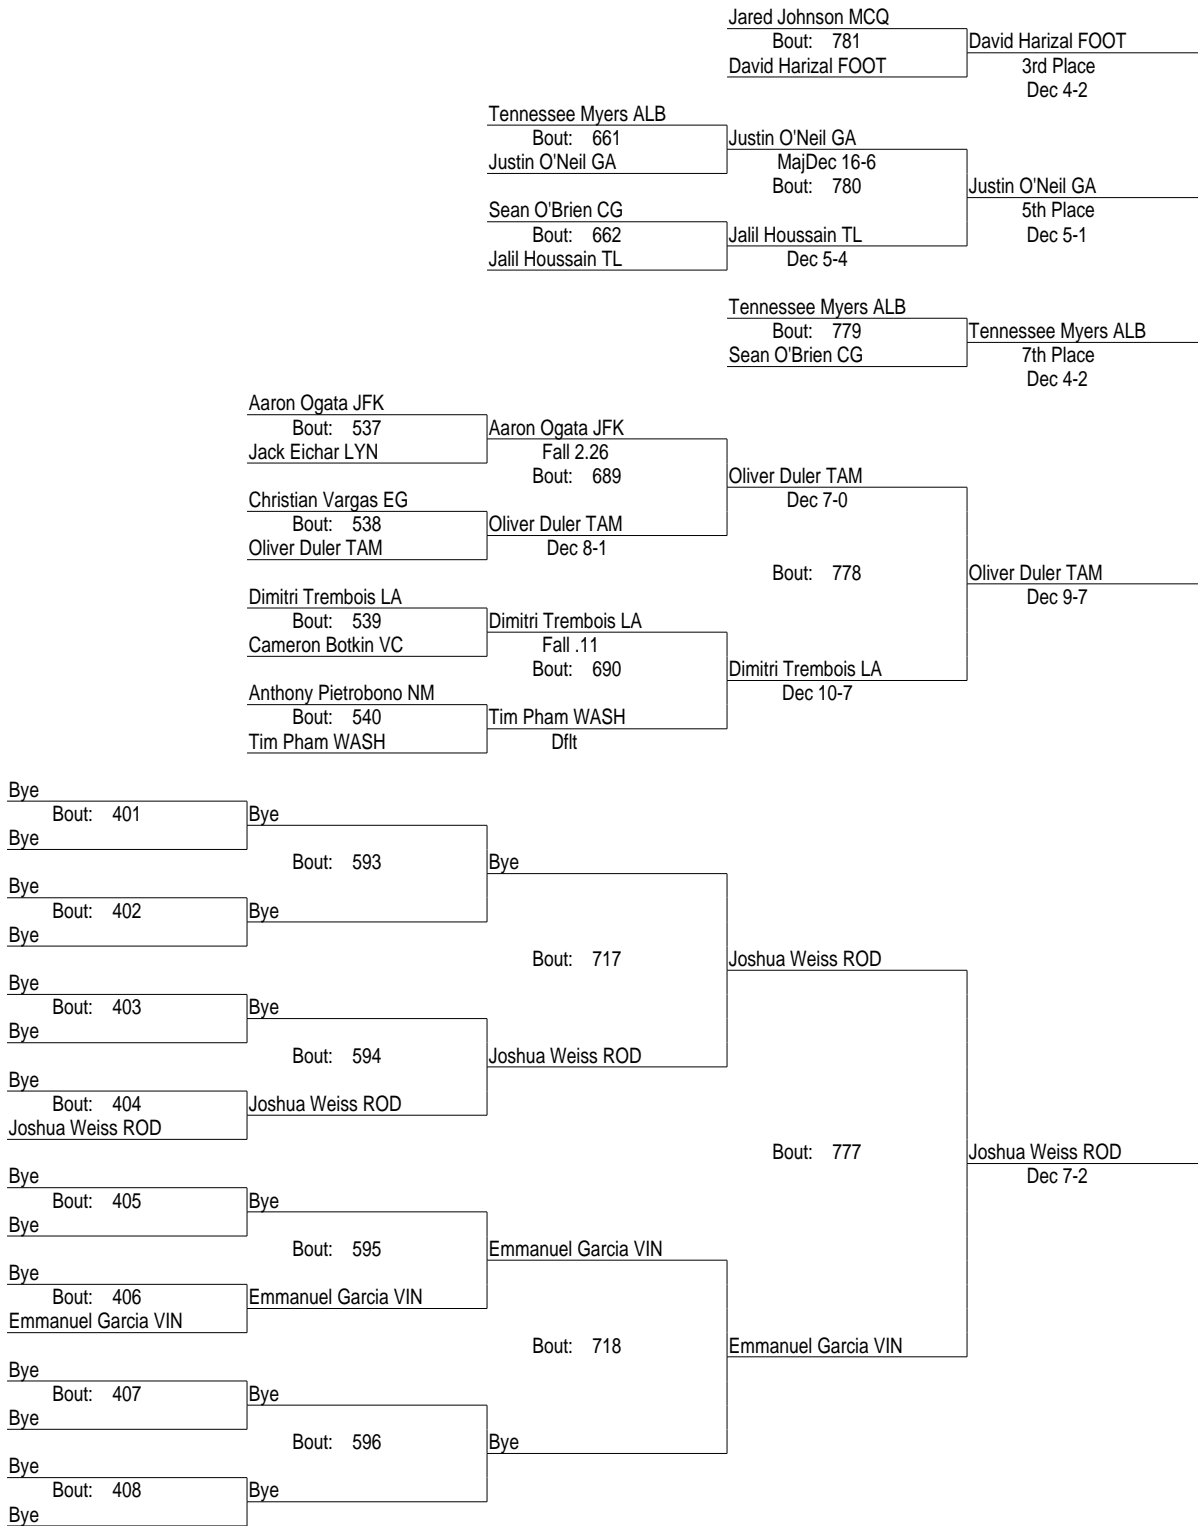 Jared Johnson MCQ
Bout: 781
David Harizal FOOT
David Harizal FOOT
3rd Place
Dec 4-2
Tennessee Myers ALB
Bout: 661
Justin O'Neil GA
Justin O'Neil GA
MajDec 16-6
Bout: 780
Justin O'Neil GA
5th Place
Dec 5-1
Sean O'Brien CG
Bout: 662
Jalil Houssain TL
Jalil Houssain TL
Dec 5-4
Tennessee Myers ALB
Bout: 779
Sean O'Brien CG
Tennessee Myers ALB
7th Place
Dec 4-2
Aaron Ogata JFK
Bout: 537
Jack Eichar LYN
Aaron Ogata JFK
Fall 2.26
Bout: 689
Oliver Duler TAM
Dec 7-0
Christian Vargas EG
Bout: 538
Oliver Duler TAM
Oliver Duler TAM
Dec 8-1
Bout: 778
Oliver Duler TAM
Dec 9-7
Dimitri Trembois LA
Bout: 539
Cameron Botkin VC
Dimitri Trembois LA
Fall .11
Bout: 690
Dimitri Trembois LA
Dec 10-7
Anthony Pietrobono NM
Bout: 540
Tim Pham WASH
Tim Pham WASH
Dflt
Bye
Bout: 401
Bye
Bye
Bout: 593
Bye
Bye
Bout: 402
Bye
Bye
Bout: 717
Joshua Weiss ROD
Bye
Bout: 403
Bye
Bye
Bout: 594
Joshua Weiss ROD
Bye
Bout: 404
Joshua Weiss ROD
Joshua Weiss ROD
Bout: 777
Joshua Weiss ROD
Dec 7-2
Bye
Bout: 405
Bye
Bye
Bout: 595
Emmanuel Garcia VIN
Bye
Bout: 406
Emmanuel Garcia VIN
Emmanuel Garcia VIN
Bout: 718
Emmanuel Garcia VIN
Bye
Bout: 407
Bye
Bye
Bout: 596
Bye
Bye
Bout: 408
Bye
Bye